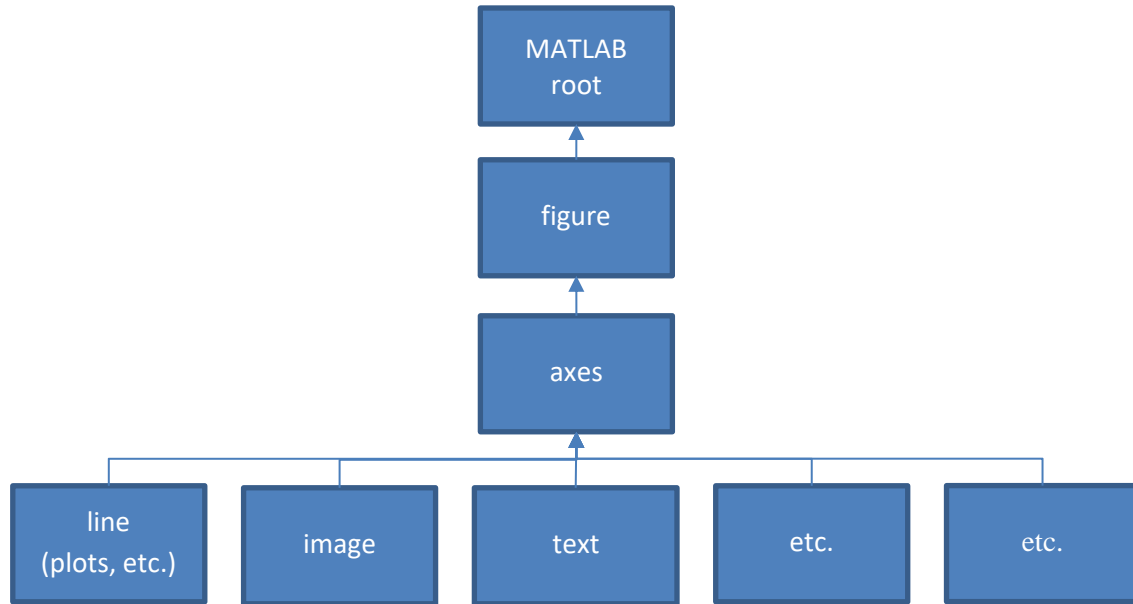 MATLAB
root
figure
axes
line
(plots, etc.)
image
text
etc.
etc.